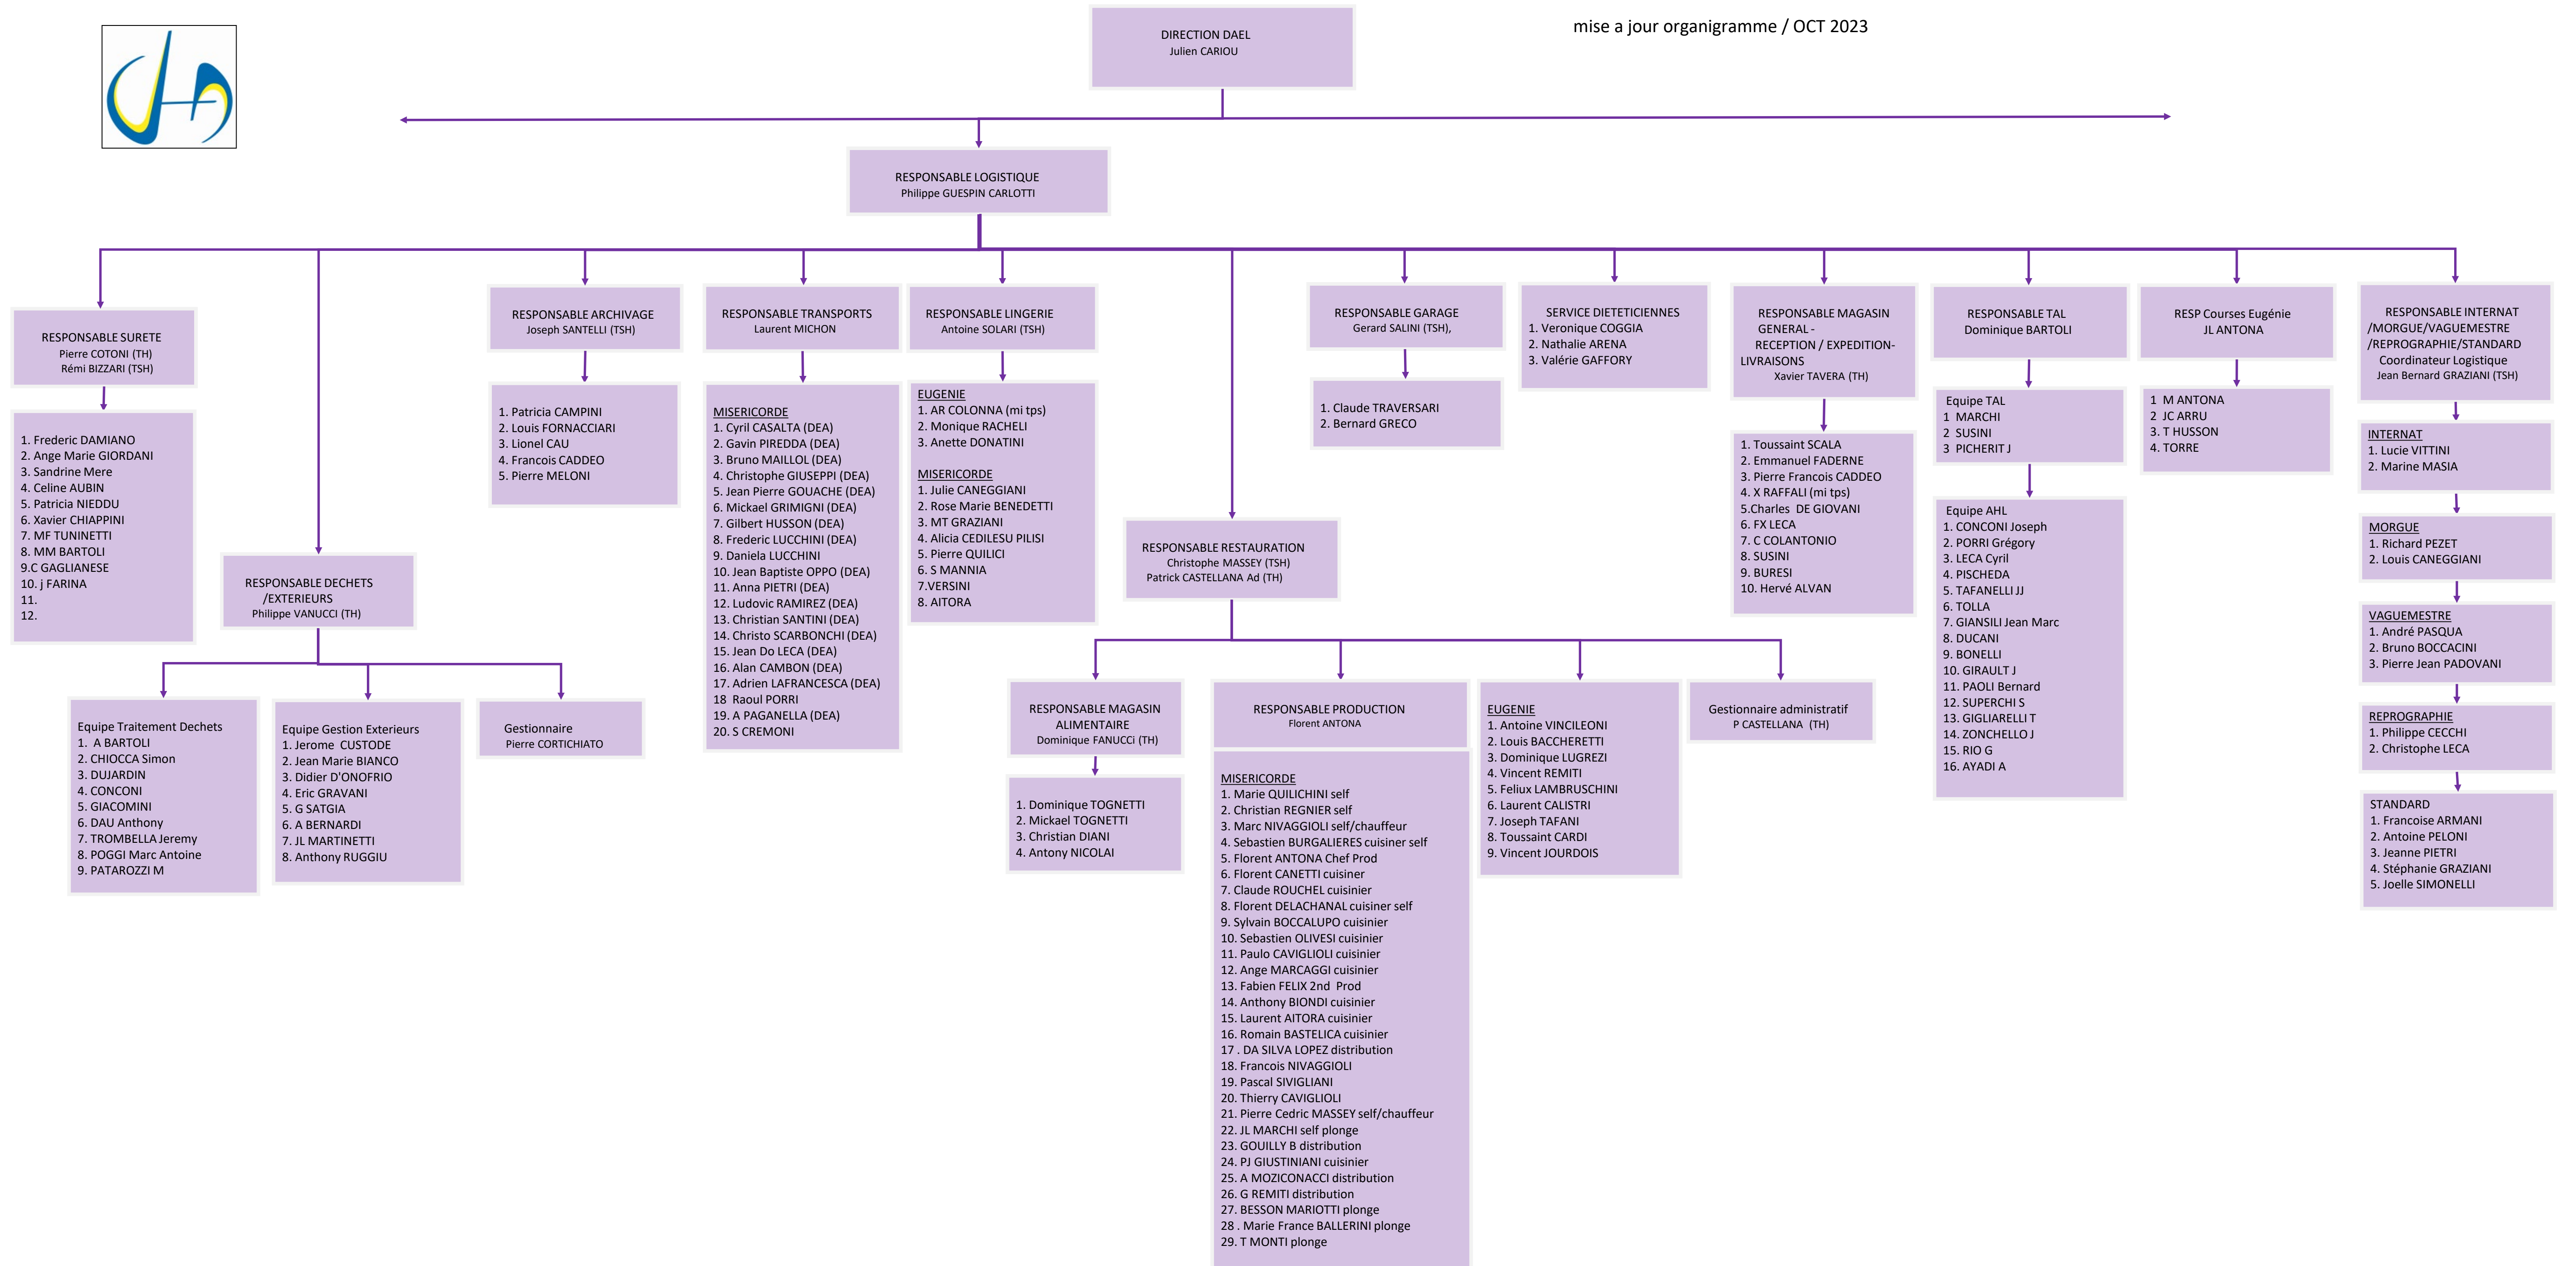 mise a jour organigramme / OCT 2023
DIRECTION DAEL
Julien CARIOU
RESPONSABLE LOGISTIQUE
Philippe GUESPIN CARLOTTI
RESPONSABLE SURETE
Pierre COTONI (TH)
Rémi BIZZARI (TSH)
1. Frederic DAMIANO
2. Ange Marie GIORDANI
3. Sandrine Mere
4. Celine AUBIN
5. Patricia NIEDDU
6. Xavier CHIAPPINI
7. MF TUNINETTI
8. MM BARTOLI
9.C GAGLIANESE
10. j FARINA
11.
12.
RESPONSABLE DECHETS
/EXTERIEURS
Philippe VANUCCI (TH)
Equipe Traitement Dechets
1.  A BARTOLI
2. CHIOCCA Simon
3. DUJARDIN
4. CONCONI
5. GIACOMINI
6. DAU Anthony
7. TROMBELLA Jeremy
8. POGGI Marc Antoine
9. PATAROZZI M
Equipe Gestion Exterieurs
1. Jerome  CUSTODE
2. Jean Marie BIANCO
3. Didier D'ONOFRIO
4. Eric GRAVANI
5. G SATGIA
6. A BERNARDI
7. JL MARTINETTI
8. Anthony RUGGIU
Gestionnaire
Pierre CORTICHIATO
RESPONSABLE ARCHIVAGE
Joseph SANTELLI (TSH)
1. Patricia CAMPINI
2. Louis FORNACCIARI
3. Lionel CAU
4. Francois CADDEO
5. Pierre MELONI
RESPONSABLE TRANSPORTS
Laurent MICHON
MISERICORDE
1. Cyril CASALTA (DEA)
2. Gavin PIREDDA (DEA)
3. Bruno MAILLOL (DEA)
4. Christophe GIUSEPPI (DEA)
5. Jean Pierre GOUACHE (DEA)
6. Mickael GRIMIGNI (DEA)
7. Gilbert HUSSON (DEA)
8. Frederic LUCCHINI (DEA)
9. Daniela LUCCHINI
10. Jean Baptiste OPPO (DEA)
11. Anna PIETRI (DEA)
12. Ludovic RAMIREZ (DEA)
13. Christian SANTINI (DEA)
14. Christo SCARBONCHI (DEA)
15. Jean Do LECA (DEA)
16. Alan CAMBON (DEA)
17. Adrien LAFRANCESCA (DEA)
18  Raoul PORRI
19. A PAGANELLA (DEA)
20. S CREMONI
RESPONSABLE LINGERIE
Antoine SOLARI (TSH)
EUGENIE
1. AR COLONNA (mi tps)
2. Monique RACHELI
3. Anette DONATINI
MISERICORDE
1. Julie CANEGGIANI
2. Rose Marie BENEDETTI
3. MT GRAZIANI
4. Alicia CEDILESU PILISI
5. Pierre QUILICI
6. S MANNIA
7.VERSINI
8. AITORA
RESPONSABLE RESTAURATION
Christophe MASSEY (TSH)
Patrick CASTELLANA Ad (TH)
RESPONSABLE MAGASIN
ALIMENTAIRE
Dominique FANUCCi (TH)
1. Dominique TOGNETTI
2. Mickael TOGNETTI
3. Christian DIANI
4. Antony NICOLAI
RESPONSABLE PRODUCTION
Florent ANTONA
MISERICORDE
1. Marie QUILICHINI self
2. Christian REGNIER self
3. Marc NIVAGGIOLI self/chauffeur
4. Sebastien BURGALIERES cuisiner self
5. Florent ANTONA Chef Prod
6. Florent CANETTI cuisiner
7. Claude ROUCHEL cuisinier
8. Florent DELACHANAL cuisiner self
9. Sylvain BOCCALUPO cuisinier
10. Sebastien OLIVESI cuisinier
11. Paulo CAVIGLIOLI cuisinier
12. Ange MARCAGGI cuisinier
13. Fabien FELIX 2nd  Prod
14. Anthony BIONDI cuisinier
15. Laurent AITORA cuisinier
16. Romain BASTELICA cuisinier
17 . DA SILVA LOPEZ distribution
18. Francois NIVAGGIOLI
19. Pascal SIVIGLIANI
20. Thierry CAVIGLIOLI
21. Pierre Cedric MASSEY self/chauffeur
22. JL MARCHI self plonge
23. GOUILLY B distribution
24. PJ GIUSTINIANI cuisinier
25. A MOZICONACCI distribution
26. G REMITI distribution
27. BESSON MARIOTTI plonge
28 . Marie France BALLERINI plonge
29. T MONTI plonge
EUGENIE
1. Antoine VINCILEONI
2. Louis BACCHERETTI
3. Dominique LUGREZI
4. Vincent REMITI
5. Feliux LAMBRUSCHINI
6. Laurent CALISTRI
7. Joseph TAFANI
8. Toussaint CARDI
9. Vincent JOURDOIS
Gestionnaire administratif
P CASTELLANA  (TH)
RESPONSABLE GARAGE
Gerard SALINI (TSH),
1. Claude TRAVERSARI
2. Bernard GRECO
SERVICE DIETETICIENNES
1. Veronique COGGIA
2. Nathalie ARENA
3. Valérie GAFFORY
RESPONSABLE MAGASIN
GENERAL -
RECEPTION / EXPEDITION-
LIVRAISONS
Xavier TAVERA (TH)
1. Toussaint SCALA
2. Emmanuel FADERNE
3. Pierre Francois CADDEO
4. X RAFFALI (mi tps)
5.Charles  DE GIOVANI
6. FX LECA
7. C COLANTONIO
8. SUSINI
9. BURESI
10. Hervé ALVAN
RESPONSABLE TAL
Dominique BARTOLI
Equipe TAL
1  MARCHI
2  SUSINI
3  PICHERIT J
Equipe AHL
1. CONCONI Joseph
2. PORRI Grégory
3. LECA Cyril
4. PISCHEDA
5. TAFANELLI JJ
6. TOLLA
7. GIANSILI Jean Marc
8. DUCANI
9. BONELLI
10. GIRAULT J
11. PAOLI Bernard
12. SUPERCHI S
13. GIGLIARELLI T
14. ZONCHELLO J
15. RIO G
16. AYADI A
RESP Courses Eugénie
JL ANTONA
1  M ANTONA
2  JC ARRU
3. T HUSSON
4. TORRE
RESPONSABLE INTERNAT
/MORGUE/VAGUEMESTRE
/REPROGRAPHIE/STANDARD
Coordinateur Logistique
Jean Bernard GRAZIANI (TSH)
INTERNAT
1. Lucie VITTINI
2. Marine MASIA
MORGUE
1. Richard PEZET
2. Louis CANEGGIANI
VAGUEMESTRE
1. André PASQUA
2. Bruno BOCCACINI
3. Pierre Jean PADOVANI
REPROGRAPHIE
1. Philippe CECCHI
2. Christophe LECA
STANDARD
1. Francoise ARMANI
2. Antoine PELONI
3. Jeanne PIETRI
4. Stéphanie GRAZIANI
5. Joelle SIMONELLI